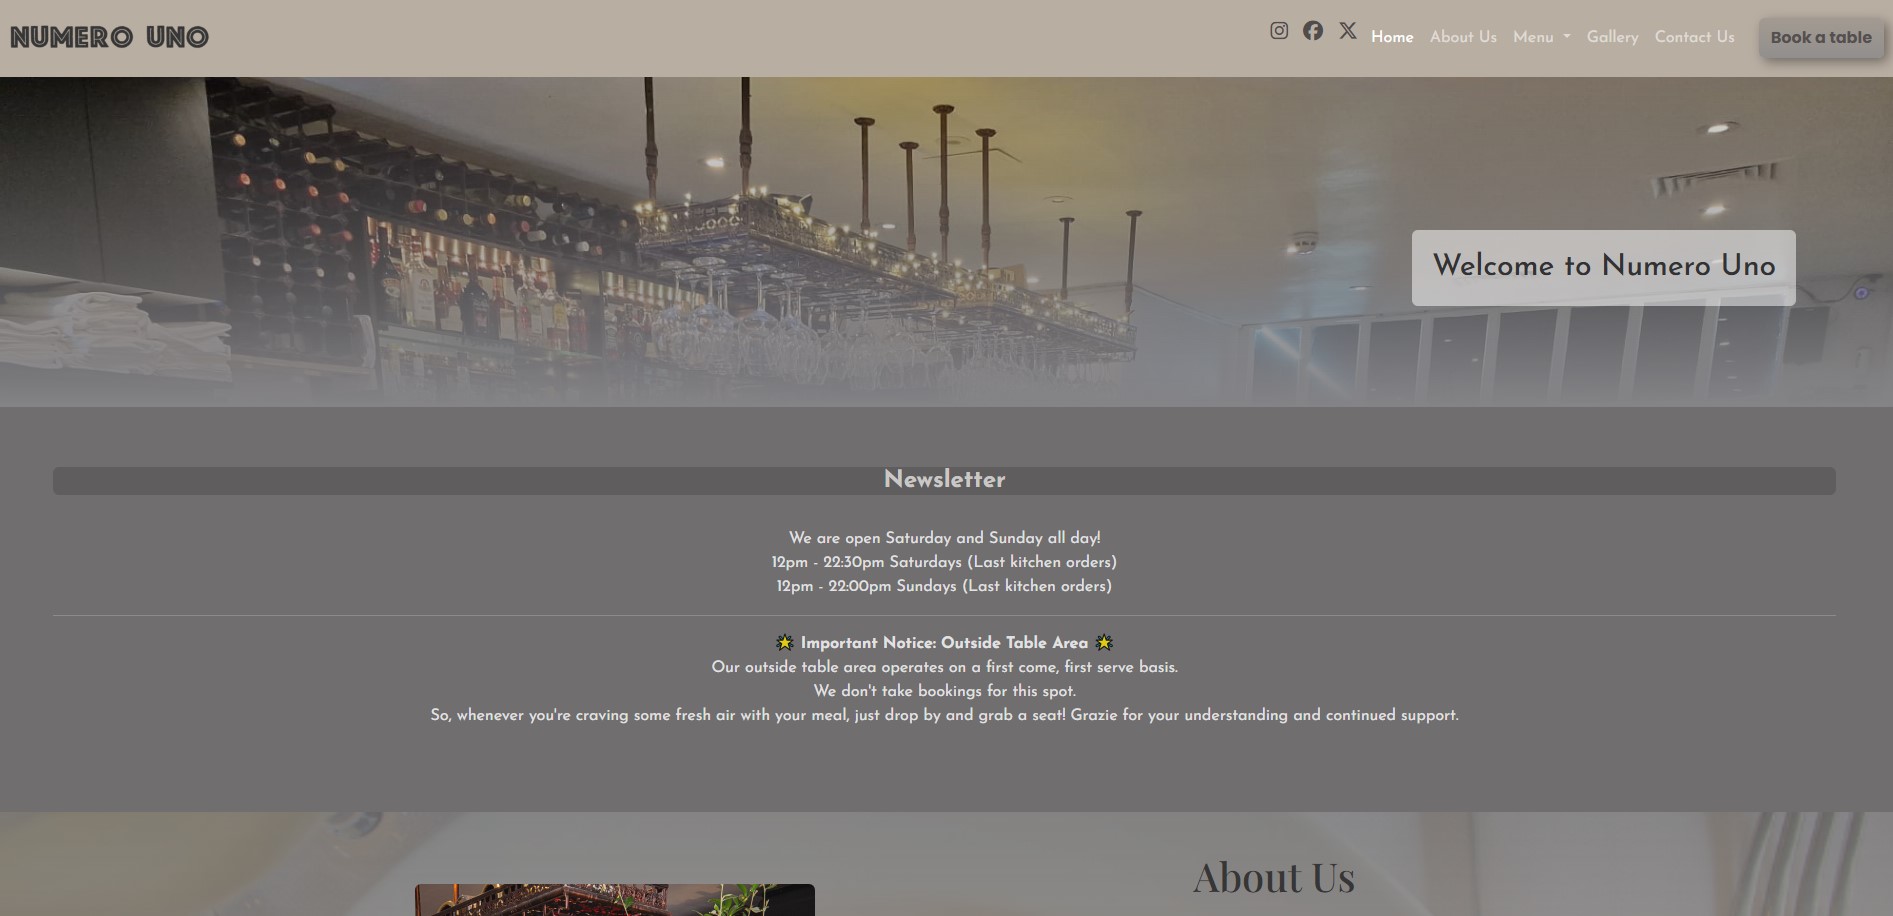 NUMERO UNO
Home About Us Menu Gallery Contact Us Book a table
Welcome to Numero Uno
Newsletter
We are open Saturday and Sunday all day!
12pm - 22:30pm Saturdays (Last kitchen orders)
12pm - 22:00pm Sundays (Last kitchen orders)
🌟 Important Notice: Outside Table Area 🌟
Our outside table area operates on a first come, first serve basis.
We don't take bookings for this spot.
So, whenever you're craving some fresh air with your meal, just drop by and grab a seat! Grazie for your understanding and continued support.
About Us